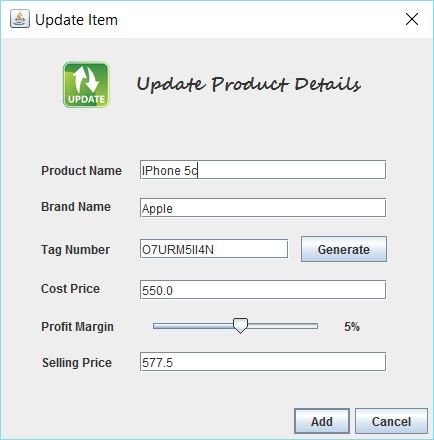 Update Item
UPDATE
Update Product Details
Product Name IPhone 5c
Brand Name Apple
Tag Number O7URM5II4N Generate
Cost Price 550.0
Profit Margin 5%
Selling Price 577.5
Add Cancel